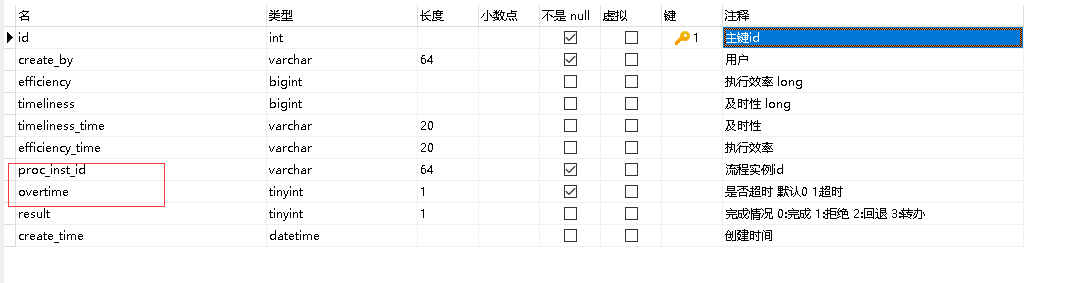 名 类型 长度 小数点 不是 null 虚拟 键 注释
id int 1 主键id
create_by varchar 64 用户
efficiency bigint 执行效率 long
timeliness bigint 及时性 long
timeliness_time varchar 20 及时性
efficiency_time varchar 20 执行效率
proc_inst_id varchar 64 流程实例id
overtime tinyint 1 是否超时 默认0 1超时
result tinyint 1 完成情况 0:完成 1:拒绝 2:回退 3:转办
create_time datetime 创建时间